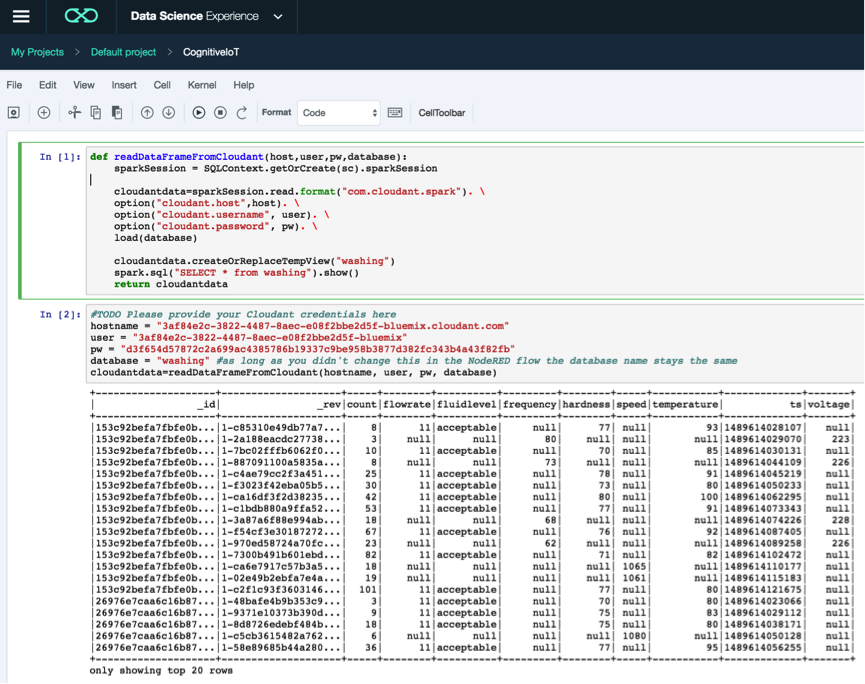 Data Science Experience
My Projects > Default project > CognitiveIoT
File Edit View Insert Cell Kernel Help
Format Code CellToolbar
In [1]: def readDataFrameFromCloudant(host,user,pw,database):
sparkSession = SQLContext.getOrCreate(sc).sparkSession
cloudantdata=sparkSession.read.format("com.cloudant.spark"). \
option("cloudant.host",host). \
option("cloudant.username", user). \
option("cloudant.password", pw). \
load(database)
cloudantdata.createOrReplaceTempView("washing")
spark.sql("SELECT * from washing").show()
return cloudantdata
In [2]: #TODO Please provide your Cloudant credentials here
hostname = "3af84e2c-3822-4487-8aec-e08f2bbe2d5f-bluemix.cloudant.com"
user = "3af84e2c-3822-4487-8aec-e08f2bbe2d5f-bluemix"
pw = "d3f654d57872c2a699ac4385786b19337c9be958b3877d382fc343b4a43f82fb"
database = "washing" #as long as you didn't change this in the NodeRED flow the database name stays the same
cloudantdata=readDataFrameFromCloudant(hostname, user, pw, database)
| _id| _rev|count|flowrate|fluidlevel|frequency|hardness|speed|temperature| ts|voltage|
|153c92befa7fbfe0b...|1-c85310e49db77a7...| 8| 11|acceptable| null| 77| null| 93|1489614028107| null|
|153c92befa7fbfe0b...|1-2a188eacdc27738...| 3| null| null| 80| null| null| null|1489614029070| 223|
|153c92befa7fbfe0b...|1-7bc02fffb6062f0...| 10| 11|acceptable| null| 70| null| 85|1489614030131| null|
|153c92befa7fbfe0b...|1-887091100a5835a...| 8| null| null| 73| null| null| null|1489614044109| 226|
|153c92befa7fbfe0b...|1-c4ae79cc2f3a451...| 25| 11|acceptable| null| 78| null| 91|1489614045219| null|
|153c92befa7fbfe0b...|1-f3023f42eba05b5...| 30| 11|acceptable| null| 73| null| 80|1489614050233| null|
|153c92befa7fbfe0b...|1-ca16df3f2d38235...| 42| 11|acceptable| null| 80| null| 100|1489614062295| null|
|153c92befa7fbfe0b...|1-c1bdb880a9ffa52...| 53| 11|acceptable| null| 77| null| 91|1489614073343| null|
|153c92befa7fbfe0b...|1-3a87a6f88e994ab...| 18| null| null| 68| null| null| null|1489614074226| 228|
|153c92befa7fbfe0b...|1-f54cf3e30187272...| 67| 11|acceptable| null| 76| null| 92|1489614087405| null|
|153c92befa7fbfe0b...|1-970ed58724a70fc...| 23| null| null| 62| null| null| null|1489614089258| 226|
|153c92befa7fbfe0b...|1-7300b491b601ebd...| 82| 11|acceptable| null| 71| null| 82|1489614102472| null|
|153c92befa7fbfe0b...|1-ca6e7917c57b3a5...| 18| null| null| null| null| 1065| null|1489614110177| null|
|153c92befa7fbfe0b...|1-02e49b2ebfa7e4a...| 19| null| null| null| null| 1061| null|1489614115183| null|
|153c92befa7fbfe0b...|1-c2f1c93f3603146...| 101| 11|acceptable| null| 77| null| 80|1489614121675| null|
|26976e7caa6c16b87...|1-48bafe4b9b353c9...| 3| 11|acceptable| null| 70| null| 80|1489614023066| null|
|26976e7caa6c16b87...|1-9371e10373b390d...| 9| 11|acceptable| null| 75| null| 83|1489614029112| null|
|26976e7caa6c16b87...|1-8d8726edebf484b...| 18| 11|acceptable| null| 75| null| 80|1489614038171| null|
|26976e7caa6c16b87...|1-c5cb3615482a762...| 6| null| null| null| null| 1080| null|1489614050128| null|
|26976e7caa6c16b87...|1-58e89685b44a280...| 36| 11|acceptable| null| 77| null| 95|1489614056255| null|
only showing top 20 rows